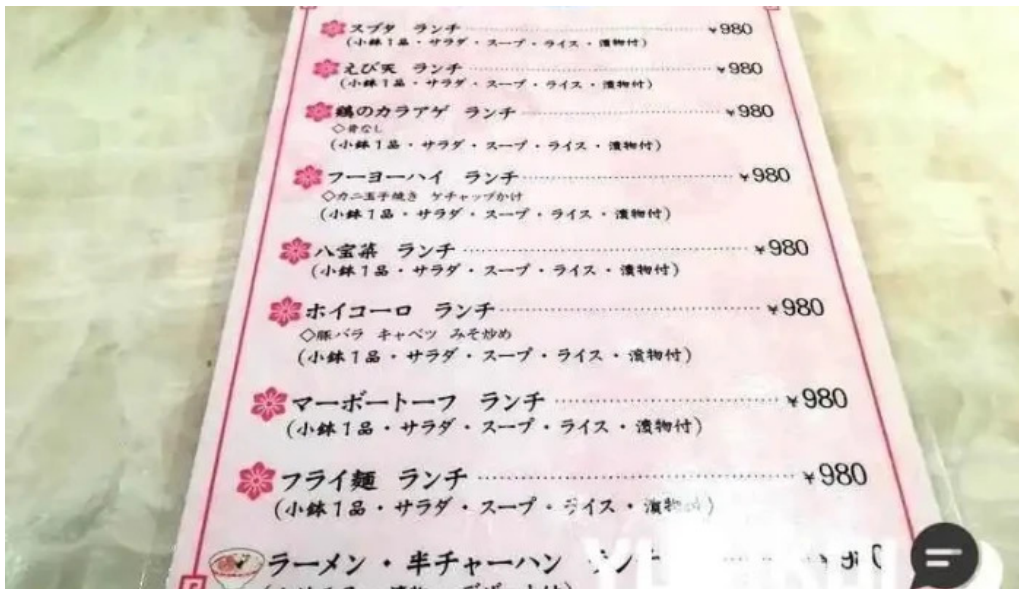 スブタ ランチ ¥980
(小鉢1品・サラダ・スープ・ライス・漬物付)
えび天 ランチ ¥980
(小鉢1品・サラダ・スープ・ライス・漬物付)
鶏のカラアゲ ランチ ¥980
◇骨なし
(小鉢1品・サラダ・スープ・ライス・漬物付)
フーヨーハイ ランチ ¥980
◇カニ玉子焼き ケチャップかけ
(小鉢1品・サラダ・スープ・ライス・漬物付)
八宝菜 ランチ ¥980
(小鉢1品・サラダ・スープ・ライス・漬物付)
ホイコーロ ランチ ¥980
◇豚バラ キャベツ みそ炒め
(小鉢1品・サラダ・スープ・ライス・漬物付)
マーボートーフ ランチ ¥980
(小鉢1品・サラダ・スープ・ライス・漬物付)
フライ麺 ランチ ¥980
(小鉢1品・サラダ・スープ・ライス・漬物付)
ラーメン・半チャーハン ランチ